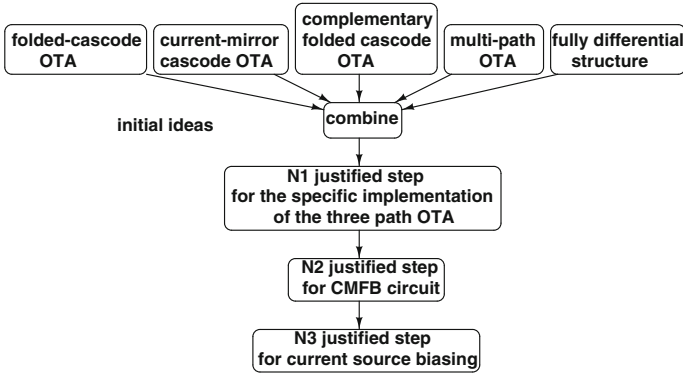 folded-cascode
OTA
current-mirror
cascode OTA
complementary
folded cascode
OTA
multi-path
OTA
fully differential
structure
initial ideas
combine
N1 justified step
for the specific implementation
of the three path OTA
N2 justified step
for CMFB circuit
N3 justified step
for current source biasing